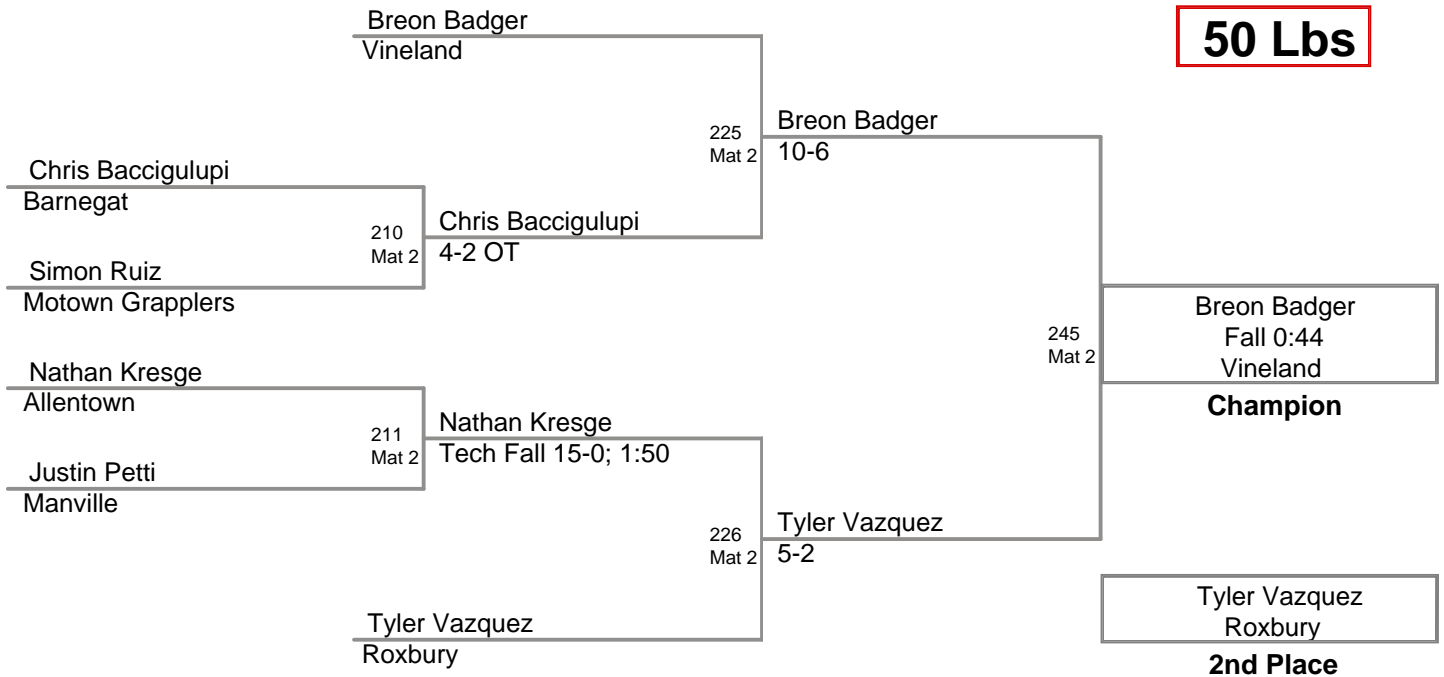 Breon Badger
Vineland
50 Lbs
225
Mat 2
Breon Badger
10-6
Chris Baccigulupi
Barnegat
210
Mat 2
Chris Baccigulupi
4-2 OT
Simon Ruiz
Motown Grapplers
245
Mat 2
Breon Badger
Fall 0:44
Vineland
Champion
Nathan Kresge
Allentown
211
Mat 2
Nathan Kresge
Tech Fall 15-0; 1:50
Justin Petti
Manville
226
Mat 2
Tyler Vazquez
5-2
Tyler Vazquez
Roxbury
Tyler Vazquez
Roxbury
2nd Place